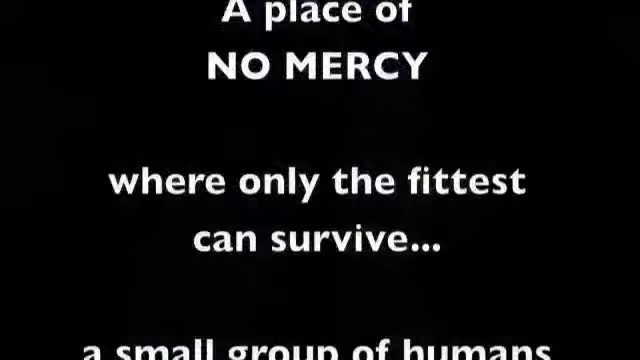 A place of
NO MERCY
where only the fittest
can survive...
a small group of humans